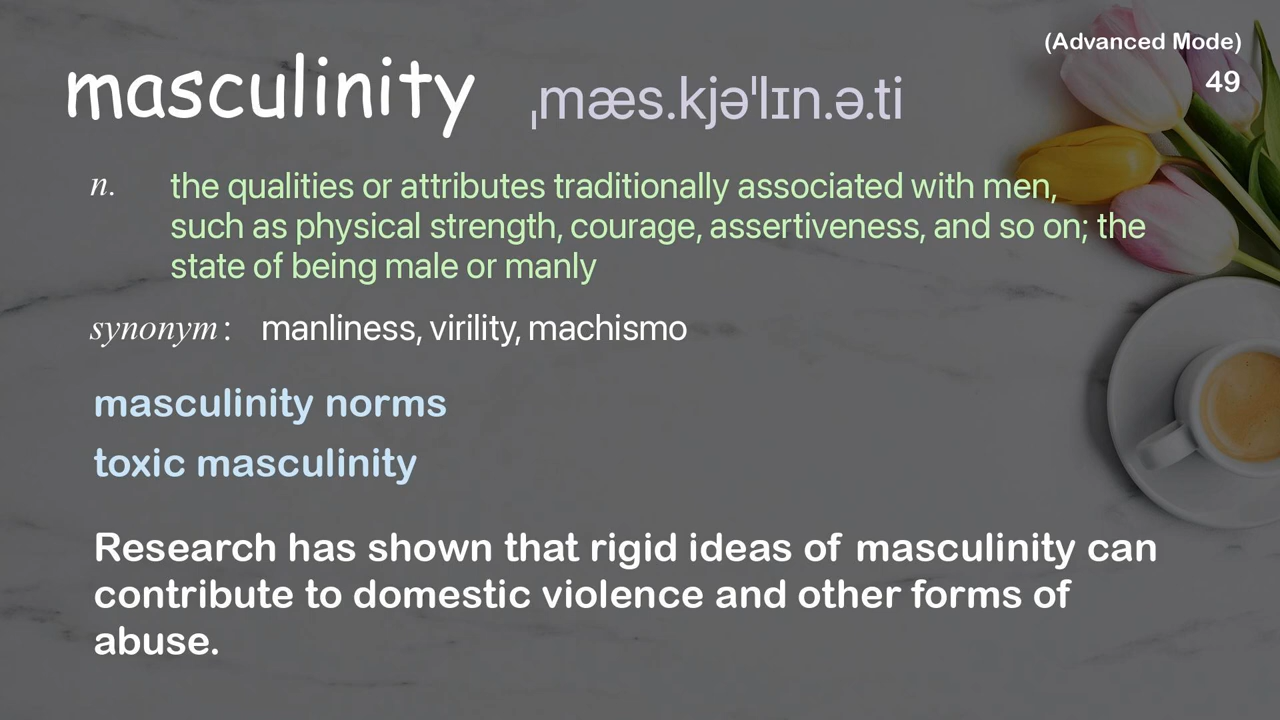 (Advanced Mode)
49
masculinity ˌmæs.kjəˈlɪn.ə.ti
n. the qualities or attributes traditionally associated with men,
such as physical strength, courage, assertiveness, and so on; the
state of being male or manly
synonym: manliness, virility, machismo
masculinity norms
toxic masculinity
Research has shown that rigid ideas of masculinity can
contribute to domestic violence and other forms of
abuse.